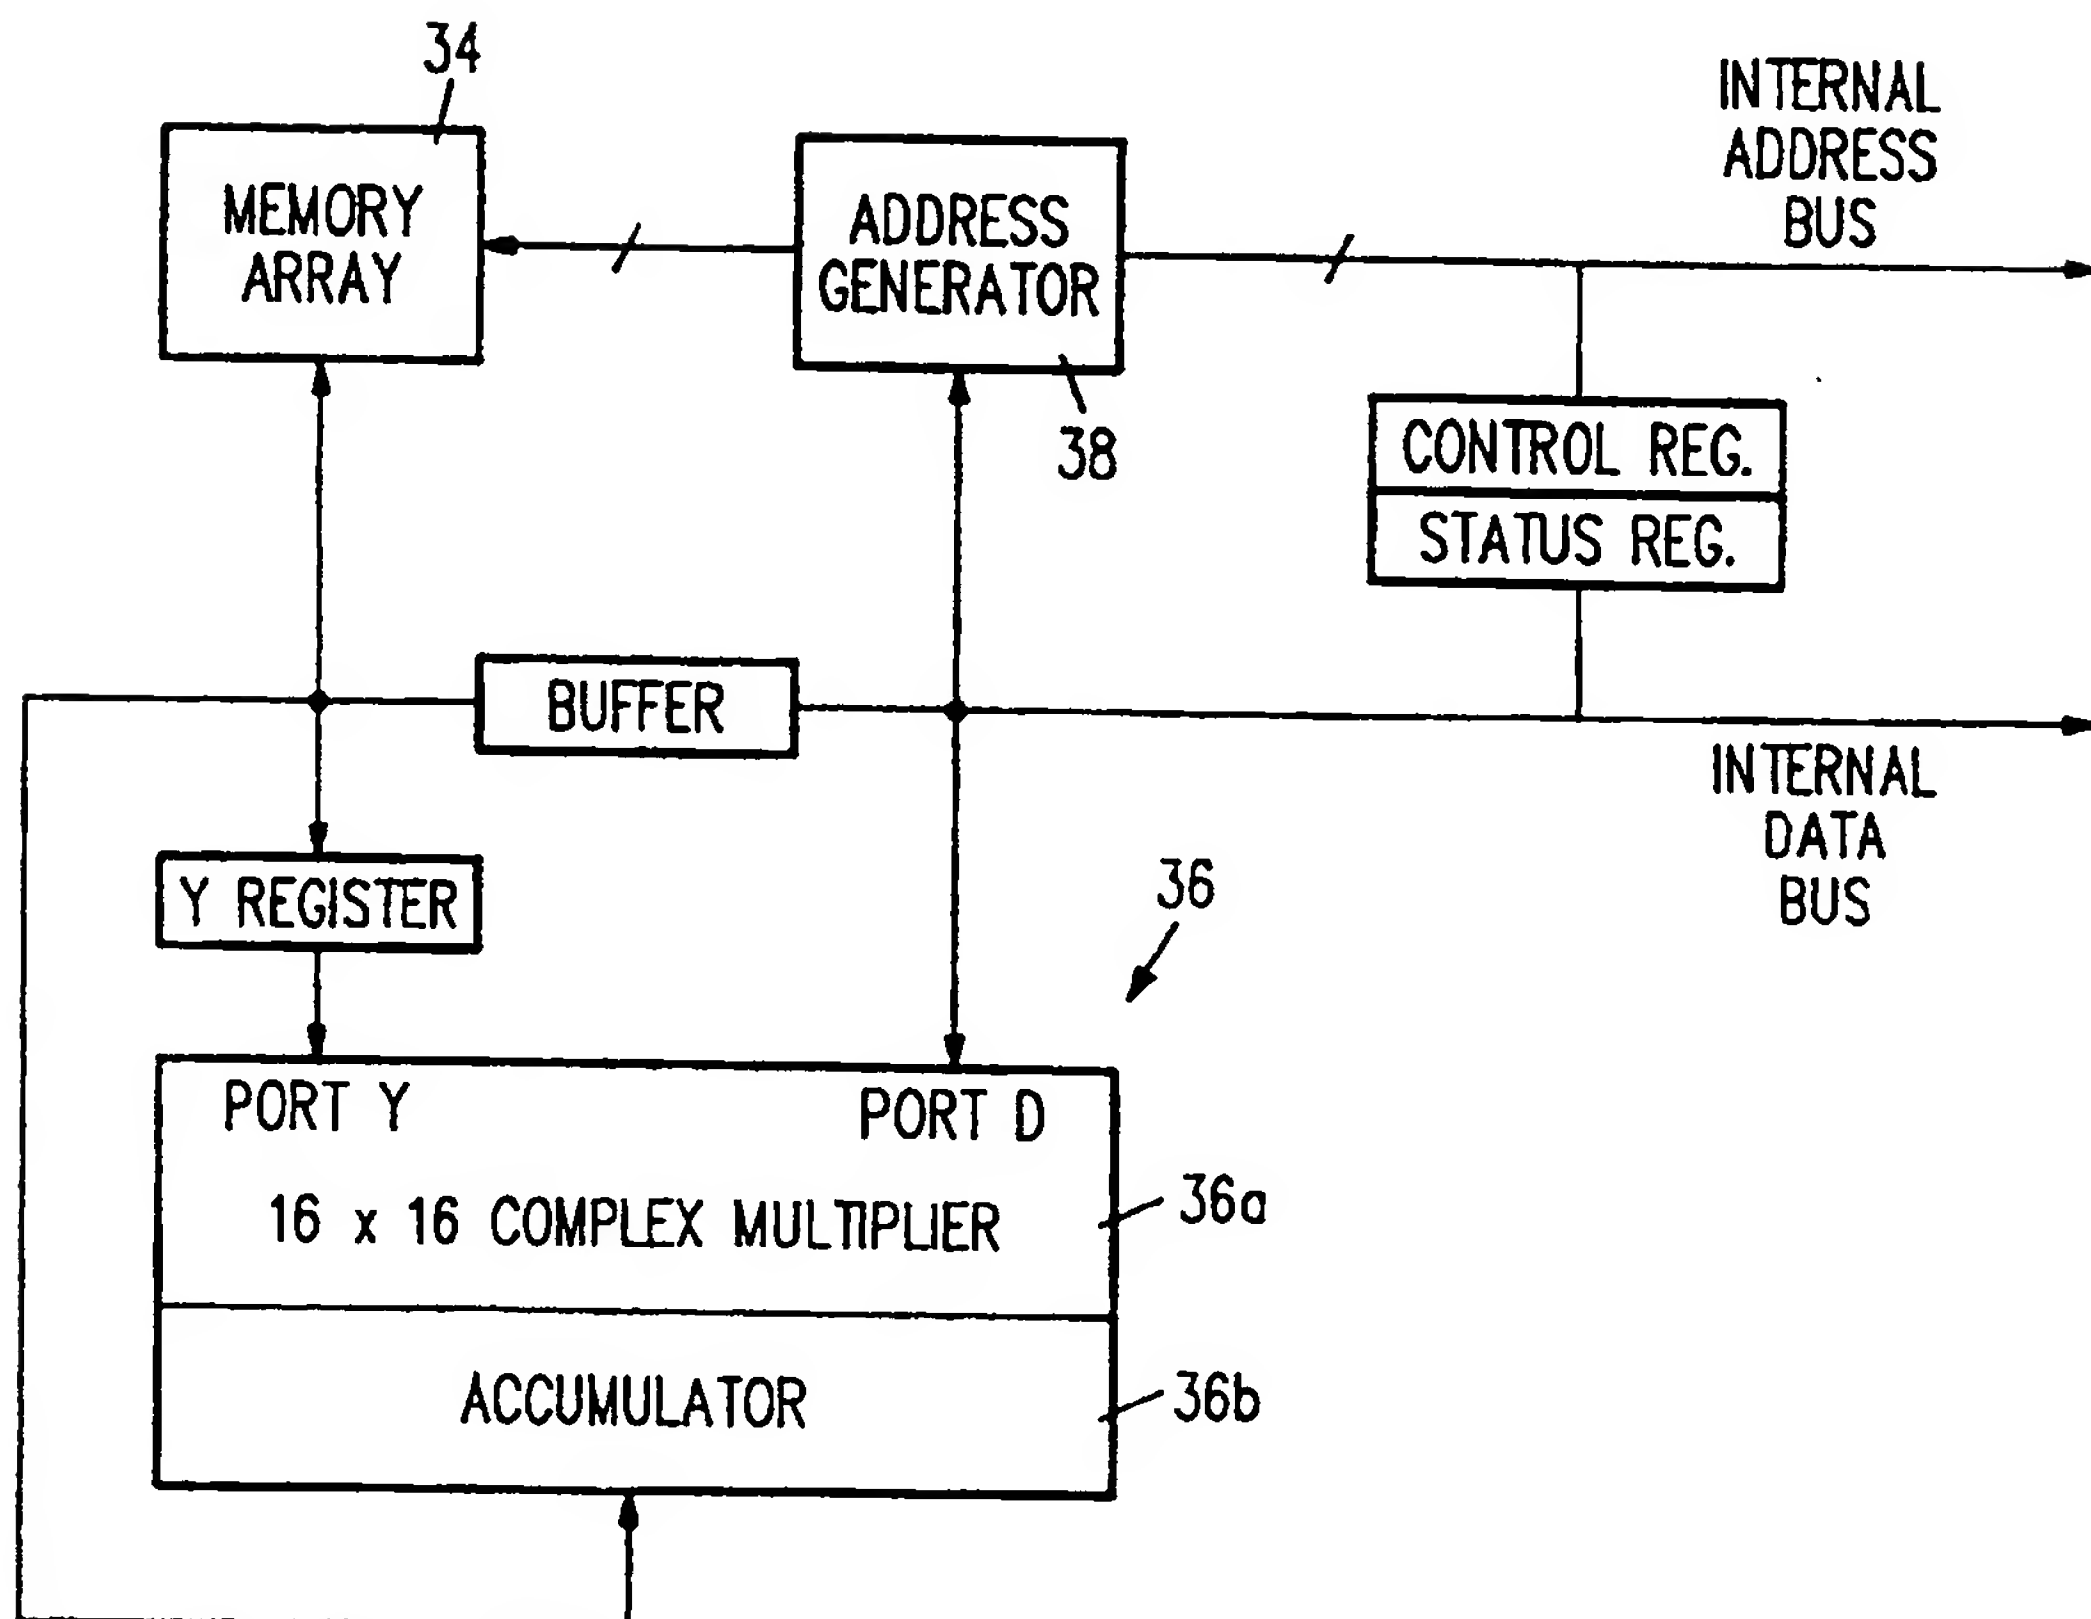 34
MEMORY
ARRAY
ADDRESS
GENERATOR
38
INTERNAL
ADDRESS
BUS
CONTROL REG.
STATUS REG.
BUFFER
INTERNAL
DATA
BUS
Y REGISTER
36
PORT Y
PORT D
16 x 16 COMPLEX MULTIPLIER
36a
ACCUMULATOR
36b